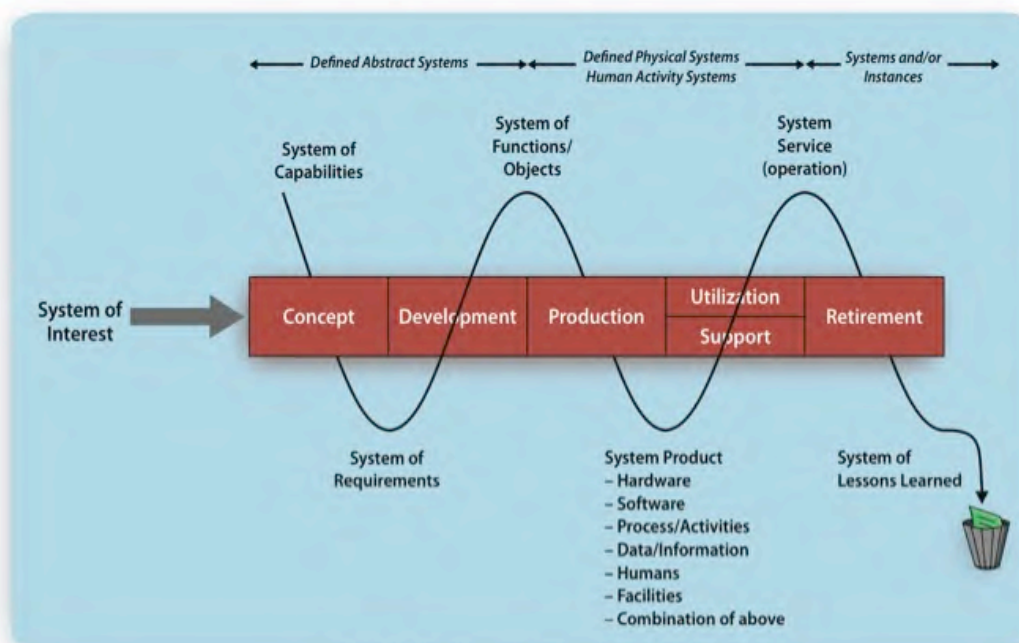 Defined Abstract Systems
Defined Physical Systems
Human Activity Systems
Systems and/or
Instances
System of
Capabilities
System of
Functions/
Objects
System
Service
(operation)
System of
Interest
Concept
Development
Production
Utilization
Support
Retirement
System of
Requirements
System Product
– Hardware
– Software
– Process/Activities
– Data/Information
– Humans
– Facilities
– Combination of above
System of
Lessons Learned